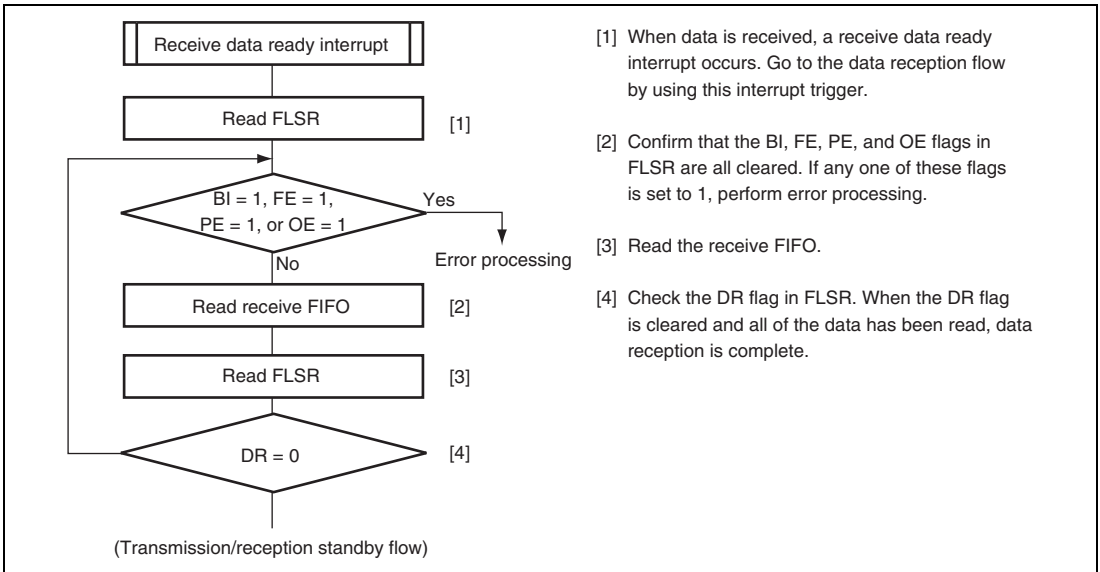 Receive data ready interrupt
Read FLSR
[1]
BI = 1, FE = 1,
PE = 1, or OE = 1
Yes
Error processing
No
Read receive FIFO
[2]
Read FLSR
[3]
DR = 0
[4]
(Transmission/reception standby flow)
[1] When data is received, a receive data ready
interrupt occurs. Go to the data reception flow
by using this interrupt trigger.
[2] Confirm that the BI, FE, PE, and OE flags in
FLSR are all cleared. If any one of these flags
is set to 1, perform error processing.
[3] Read the receive FIFO.
[4] Check the DR flag in FLSR. When the DR flag
is cleared and all of the data has been read, data
reception is complete.